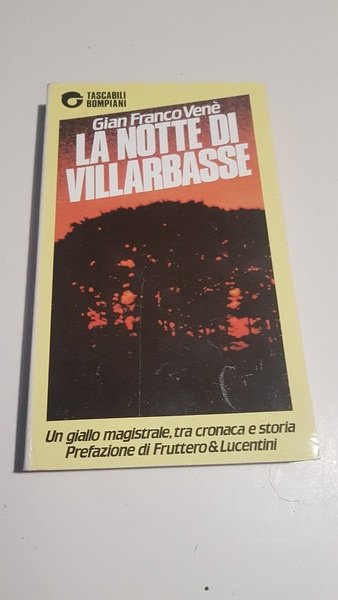 TASCABILI
BOMPIANI
Gian Franco Venè
LA NOTTE DI
VILLARBASSE
Un giallo magistrale, tra cronaca e storia
Prefazione di Fruttero & Lucentini